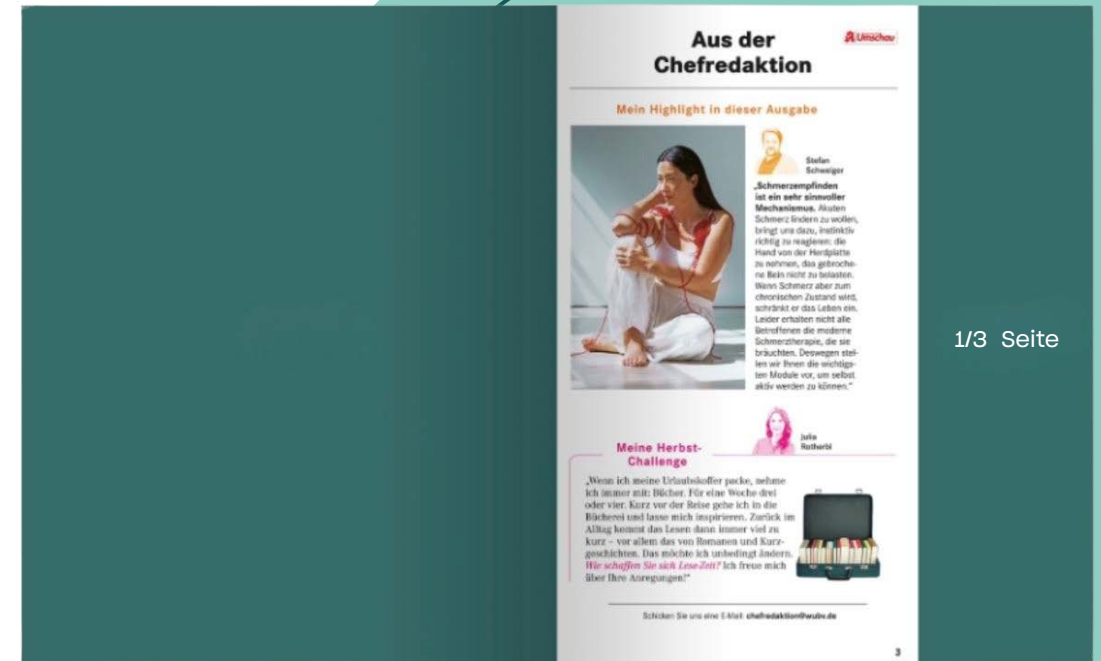 Aus der
Chefredaktion
Umschau
Mein Highlight in dieser Ausgabe
Stefan
Schweiger
„Schmerzempfinden
ist ein sehr sinnvoller
Mechanismus. Akuten
Schmerz lindern zu wollen,
bringt uns dazu, instinktiv
richtig zu reagieren: die
Hand von der Herdplatte
zu nehmen, das gebroche-
ne Bein nicht zu belasten.
Wenn Schmerz aber zum
chronischen Zustand wird,
schränkt er das Leben ein.
Leider erhalten nicht alle
Betroffenen die moderne
Schmerztherapie, die sie
bräuchten. Deswegen stel-
len wir Ihnen die wichtigs-
ten Module vor, um selbst
aktiv werden zu können.“
Julia
Rotherbl
Meine Herbst-
Challenge
„Wenn ich meine Urlaubskoffer packe, nehme
ich immer mit: Bücher. Für eine Woche drei
oder vier. Kurz vor der Reise gehe ich in die
Bücherei und lasse mich inspirieren. Zurück im
Alltag kommt das Lesen dann immer viel zu
kurz – vor allem das von Romanen und Kurz-
geschichten. Das möchte ich unbedingt ändern.
Wie schaffen Sie sich Lese-Zeit? Ich freue mich
über Ihre Anregungen!“
Schicken Sie uns eine E-Mail: chefredaktion@wubv.de
3
1/3 Seite